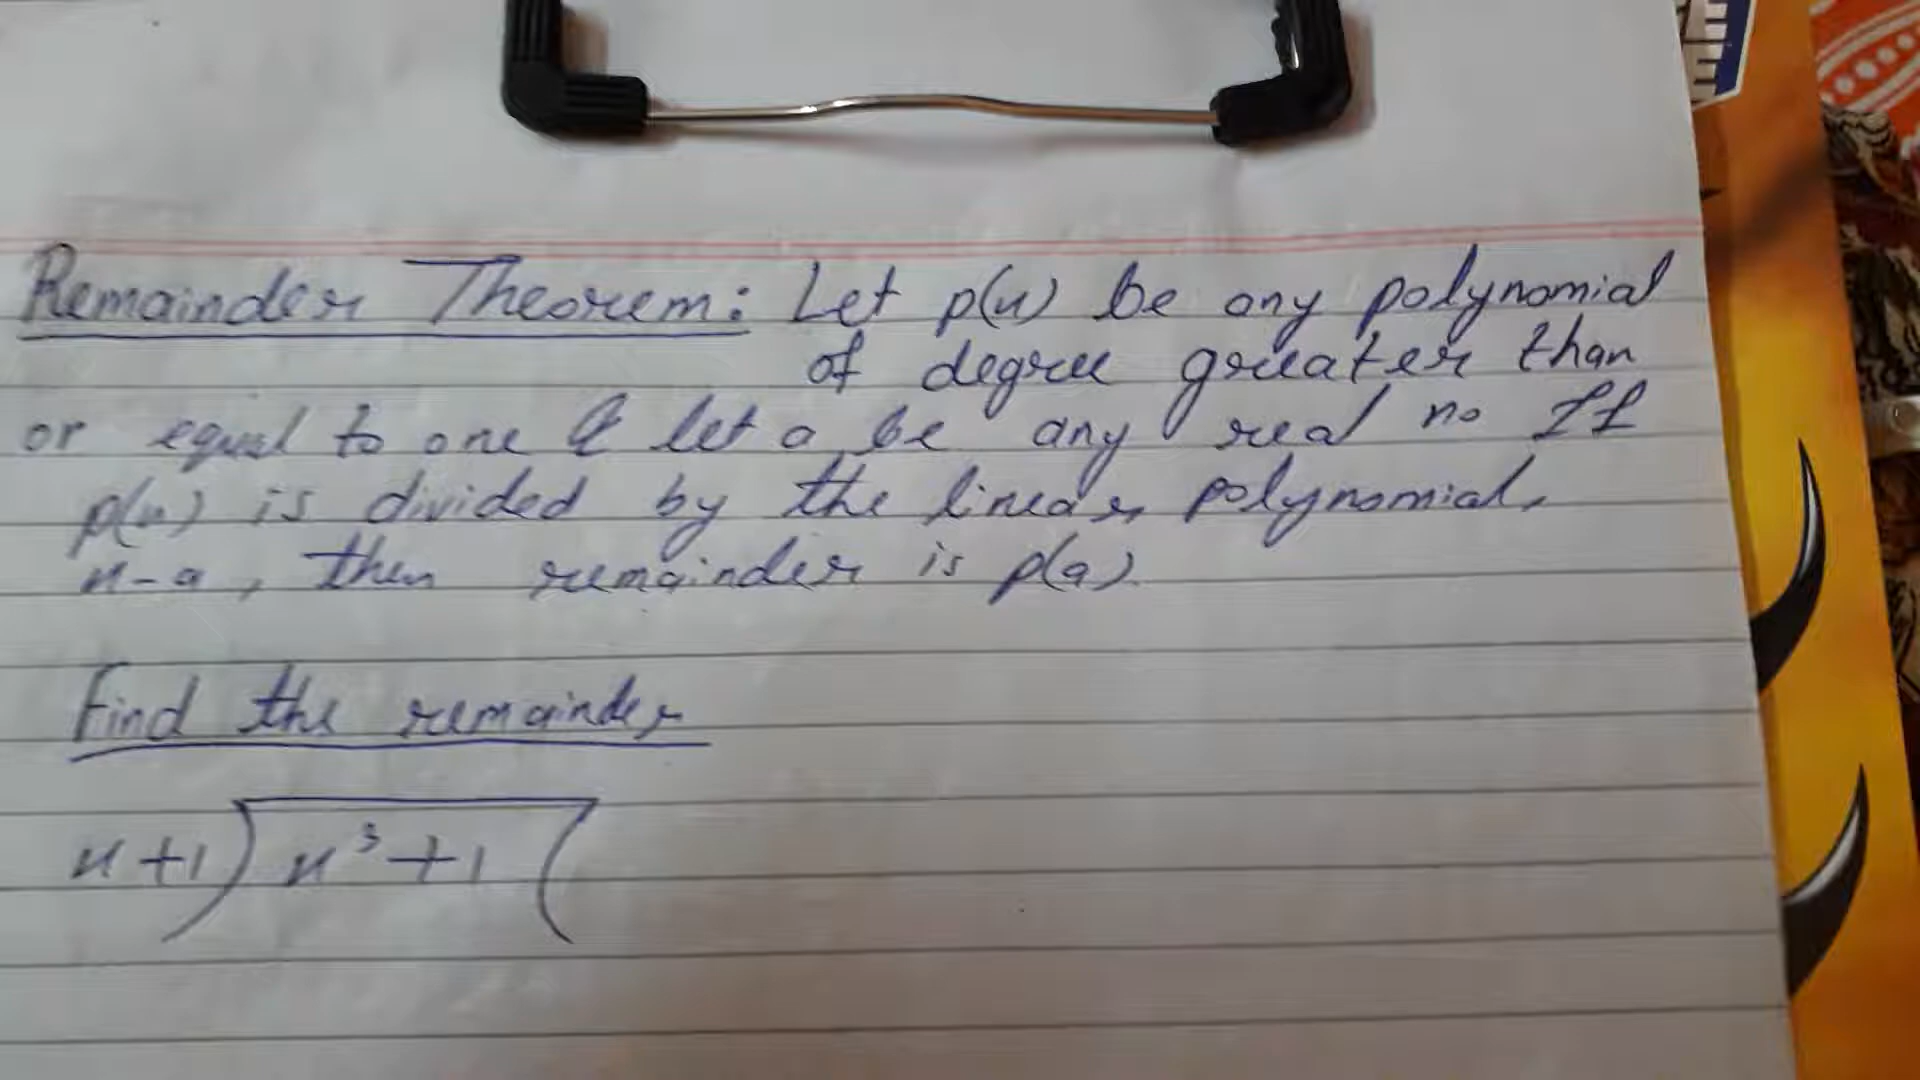 Remainder Theorem: Let p(x) be any polynomial
of degree greater than
or equal to one & let a be any real no If
p(x) is divided by the linear polynomial
x-a, then remainder is p(a).
Find the remainder
x+1) x³+1 (